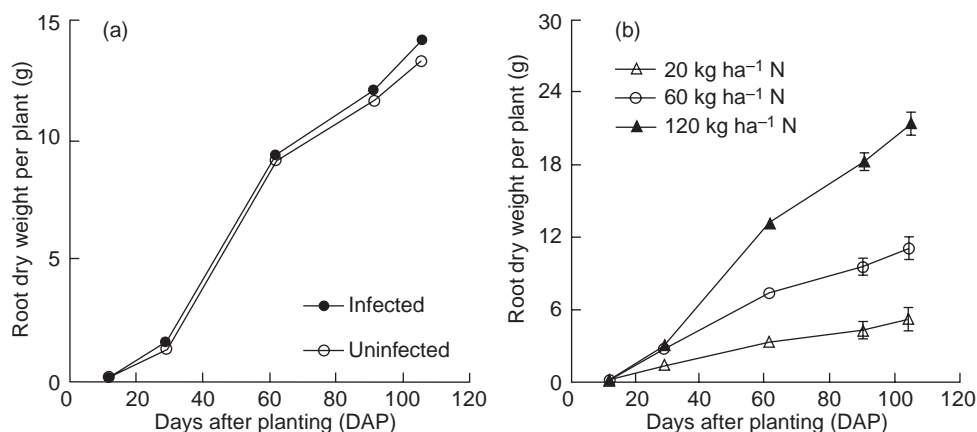 (a)
Root dry weight per plant (g)
15
10
5
0
0 20 40 60 80 100 120
Days after planting (DAP)
Infected
Uninfected
(b)
Root dry weight per plant (g)
30
24
18
12
6
0
0 20 40 60 80 100 120
Days after planting (DAP)
20 kg ha⁻¹ N
60 kg ha⁻¹ N
120 kg ha⁻¹ N